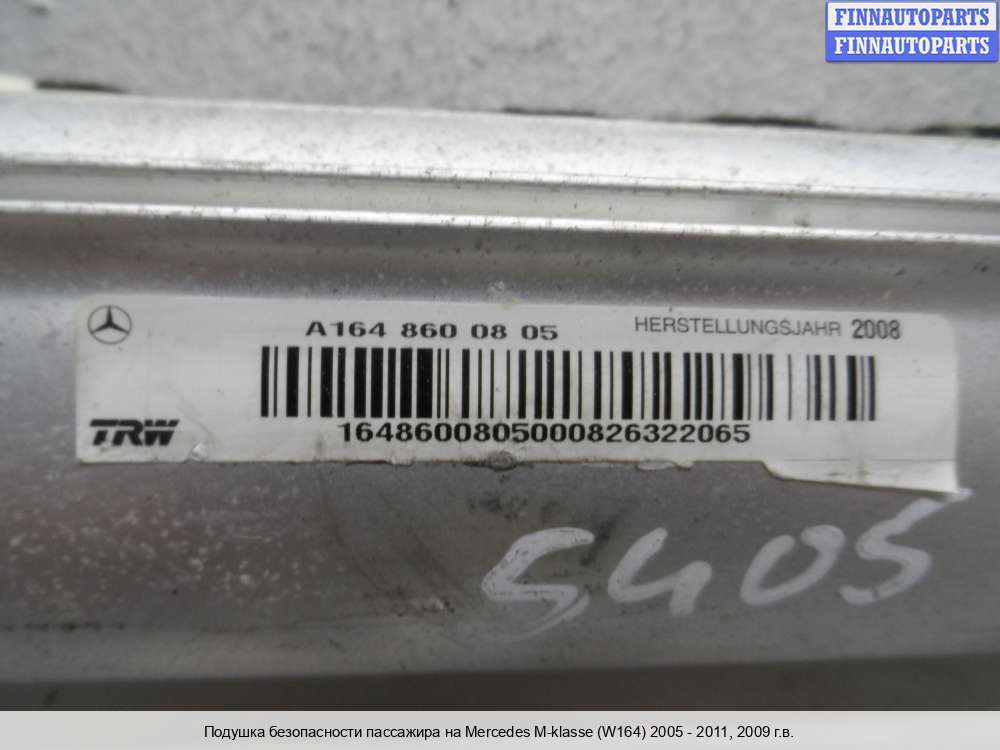 FINNAUTOPARTS
FINNAUTOPARTS
A164 860 08 05
HERSTELLUNGSJAHR 2008
TRW
1648600805000826322065
5405
Подушка безопасности пассажира на Mercedes M-klasse (W164) 2005 - 2011, 2009 г.в.